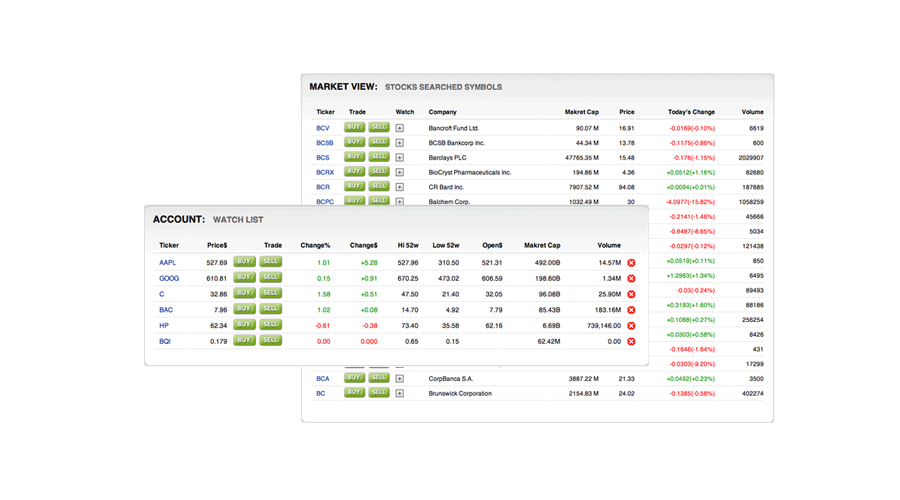 MARKET VIEW: STOCKS SEARCHED SYMBOLS
Ticker Trade Watch Company Makret Cap Price Today's Change Volume
BCV BUY SELL + Bancroft Fund Ltd. 90.07 M 16.91 -0.0169(-0.10%) 6619
BCSB BUY SELL + BCSB Bankcorp Inc. 44.34 M 13.78 -0.1175(-0.86%) 600
BCS BUY SELL + Barclays PLC 47765.35 M 15.48 -0.176(-1.15%) 2029907
BCRX BUY SELL + BioCryst Pharmaceuticals Inc. 194.86 M 4.36 +0.0512(+1.16%) 82680
BCR BUY SELL + CR Bard Inc. 7907.52 M 94.08 +0.0094(+0.01%) 187685
BCPC BUY SELL + Balchem Corp. 1032.49 M 30 -4.0977(-15.82%) 1058259
-0.2141(-1.46%) 45666
-0.8487(-8.65%) 5034
-0.0297(-0.12%) 121438
+0.0519(+0.11%) 850
+1.2963(+1.34%) 6495
-0.03(-0.24%) 89493
+0.3193(+1.60%) 88186
+0.1088(+0.27%) 256254
+0.0303(+0.58%) 8426
-0.1648(-1.64%) 431
-0.0303(-9.20%) 17299
BCA BUY SELL + CorpBanca S.A. 3887.22 M 21.33 +0.0492(+0.23%) 3500
BC BUY SELL + Brunswick Corporation 2154.83 M 24.02 -0.1385(-0.58%) 402274
ACCOUNT: WATCH LIST
Ticker Price$ Trade Change% Change$ Hi 52w Low 52w Open$ Makret Cap Volume
AAPL 527.69 BUY SELL 1.01 +5.28 527.96 310.50 521.31 492.00B 14.57M
GOOG 610.81 BUY SELL 0.15 +0.91 670.25 473.02 606.59 198.60B 1.34M
C 32.86 BUY SELL 1.58 +0.51 47.50 21.40 32.05 96.08B 25.90M
BAC 7.96 BUY SELL 1.02 +0.08 14.70 4.92 7.79 85.43B 183.16M
HP 62.34 BUY SELL -0.61 -0.38 73.40 35.58 62.16 6.69B 739,146.00
BQI 0.179 BUY SELL 0.00 0.000 0.65 0.15 62.42M 0.00